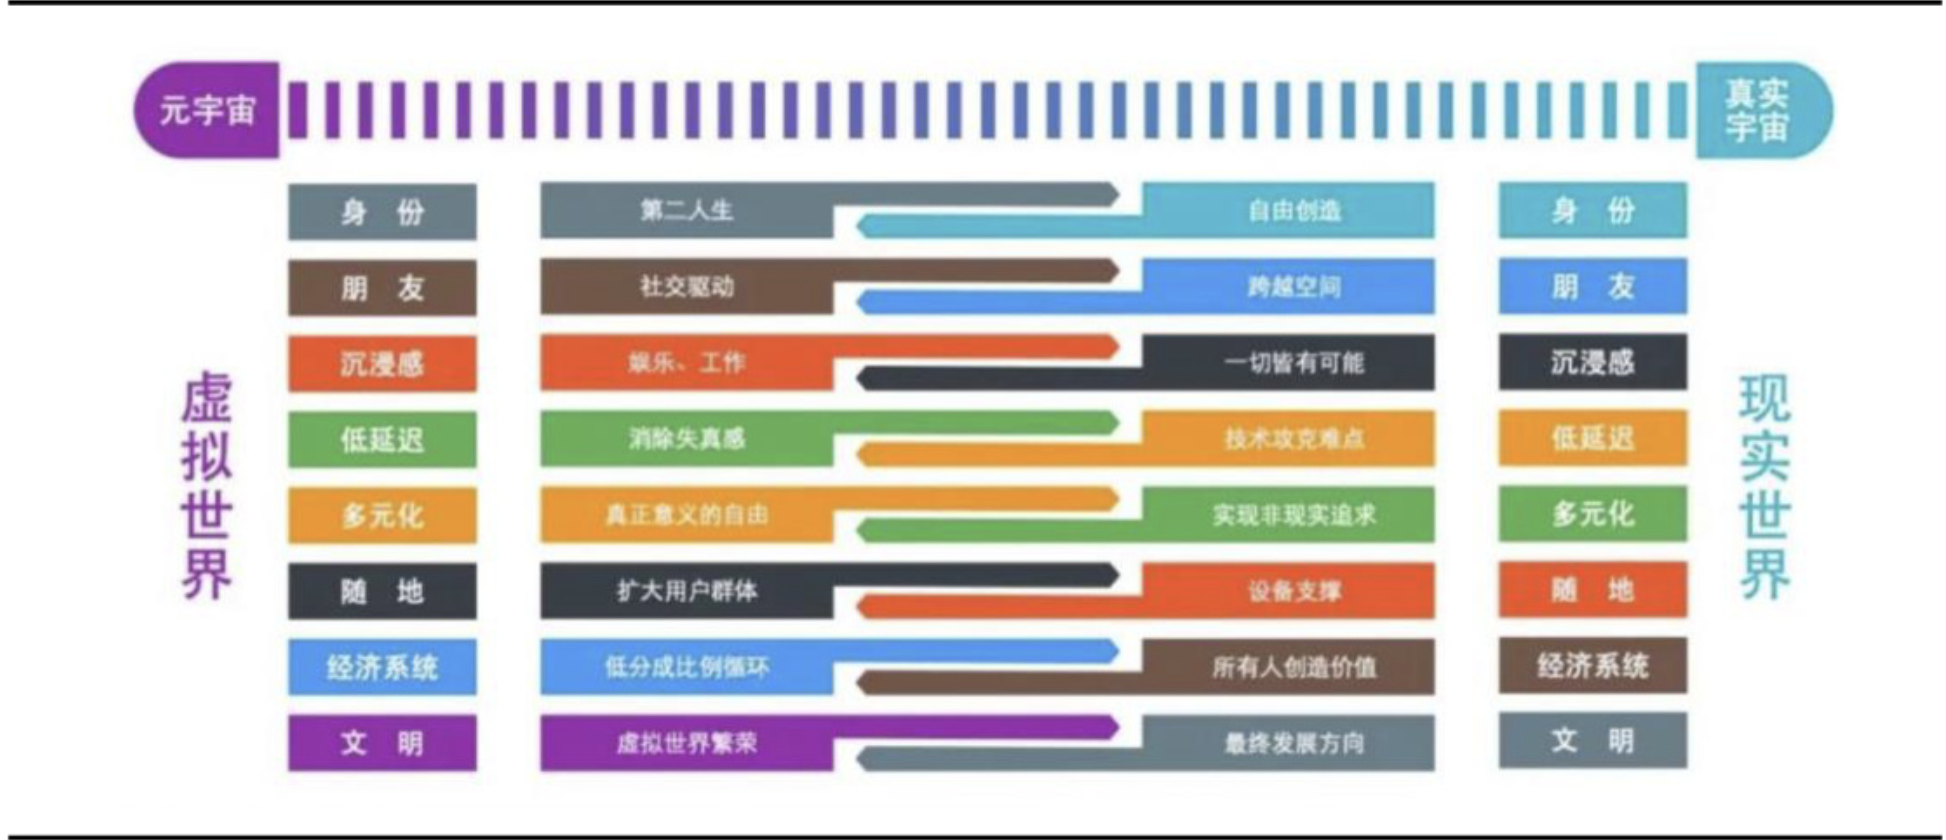 元宇宙
真实
宇宙
身 份
第二人生
自由创造
身 份
朋 友
社交驱动
跨越空间
朋 友
沉浸感
娱乐、工作
一切皆有可能
沉浸感
低延迟
消除失真感
技术攻克难点
低延迟
多元化
真正意义的自由
实现非现实追求
多元化
随 地
扩大用户群体
设备支撑
随 地
经济系统
低分成比例循环
所有人创造价值
经济系统
文 明
虚拟世界繁荣
最终发展方向
文 明
虚拟世界
现实世界